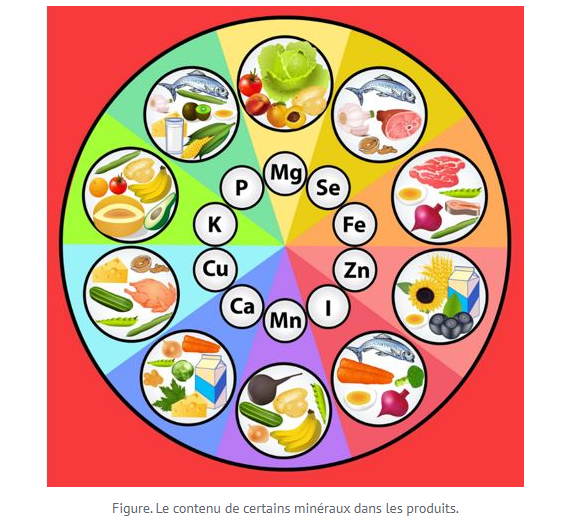 Mg
Se
Fe
Zn
I
Mn
Ca
Cu
K
P
Figure. Le contenu de certains minéraux dans les produits.